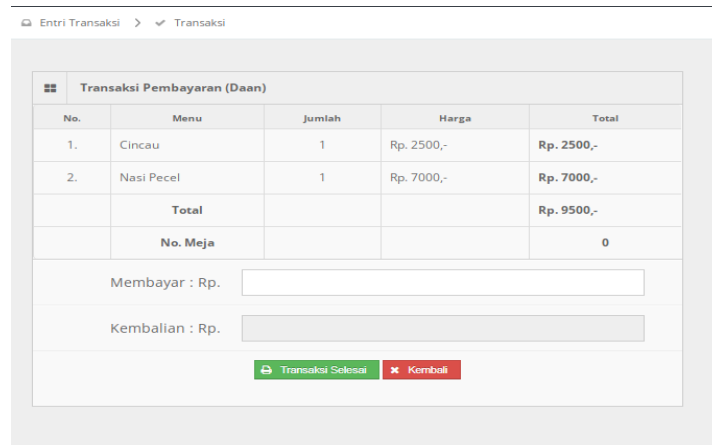 Entri Transaksi > Transaksi
Transaksi Pembayaran (Daan)
No. Menu Jumlah Harga Total
1. Cincau 1 Rp. 2500,- Rp. 2500,-
2. Nasi Pecel 1 Rp. 7000,- Rp. 7000,-
Total Rp. 9500,-
No. Meja 0
Membayar : Rp.
Kembalian : Rp.
Transaksi Selesai Kembali